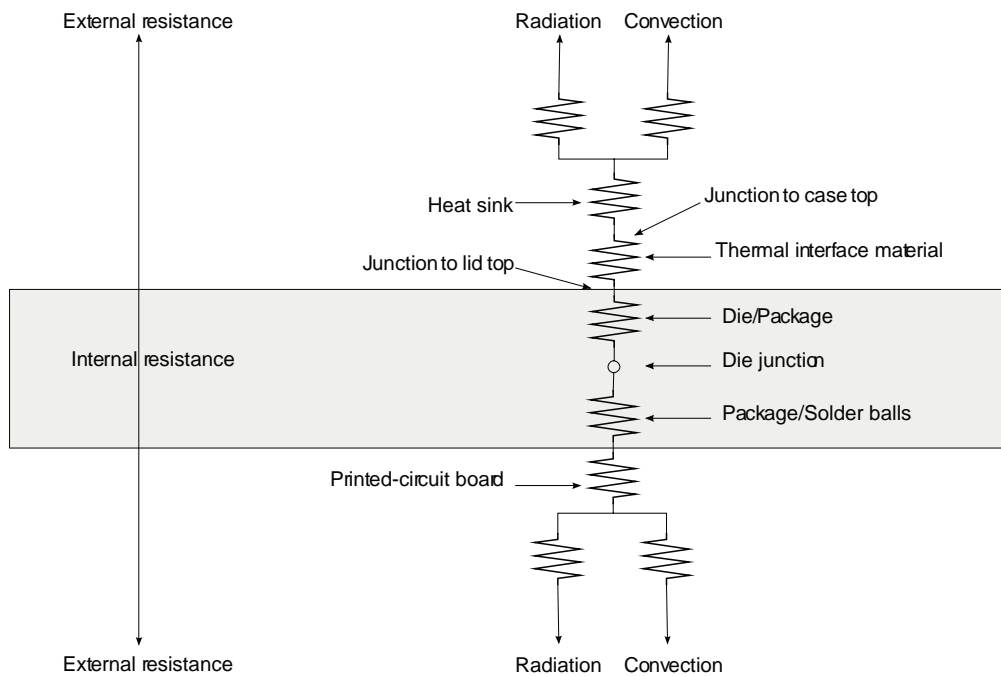 External resistance
Radiation Convection
Heat sink
Junction to case top
Thermal interface material
Junction to lid top
Die/Package
Internal resistance
Die junction
Package/Solder balls
Printed-circuit board
External resistance
Radiation Convection